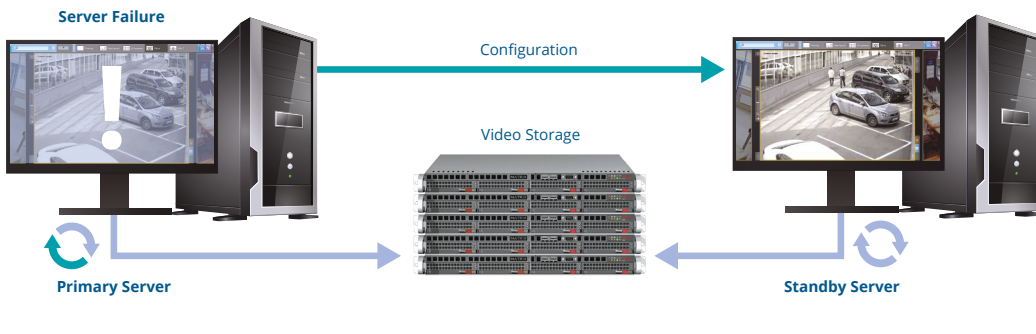 Server Failure
Configuration
Video Storage
Primary Server
Standby Server